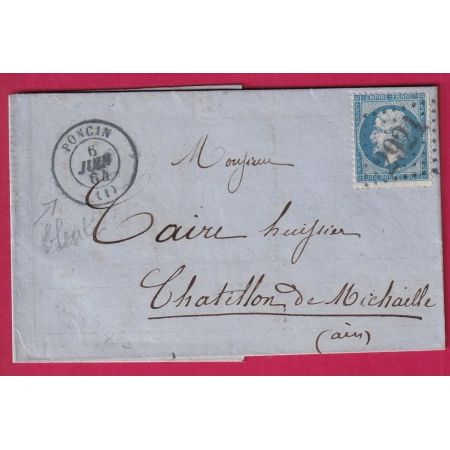 PONCIN
6
JUIN
64
(1)
EMPIRE FRANC
Monsieur
Caire huissier
Chatillon de Michaille
(ain)